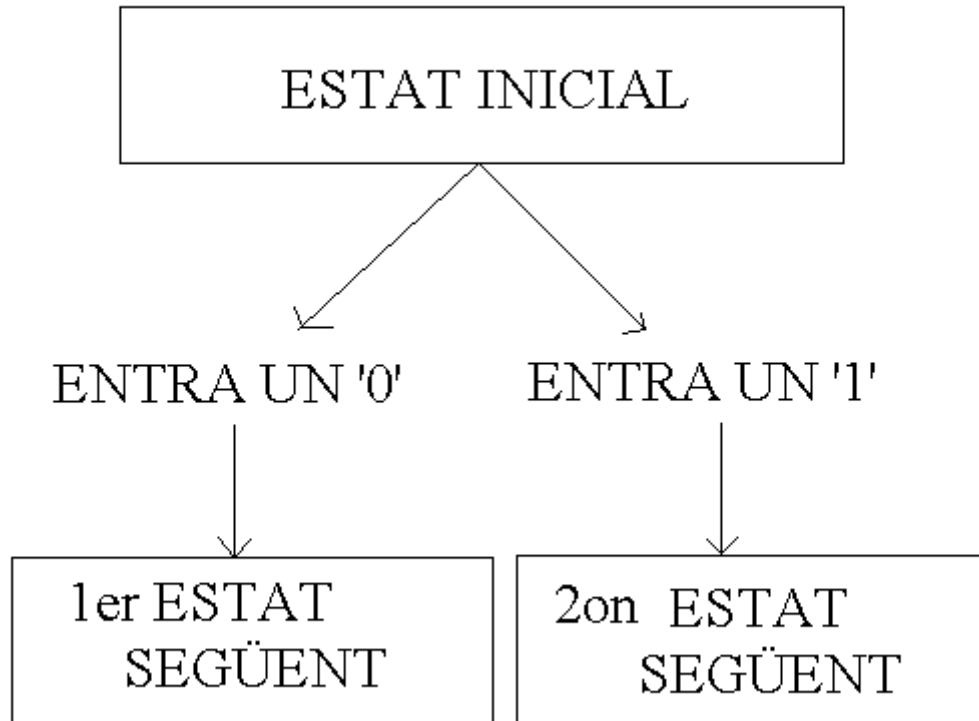 ESTAT INICIAL
ENTRA UN '0'
ENTRA UN '1'
1er ESTAT
SEGÜENT
2on ESTAT
SEGÜENT